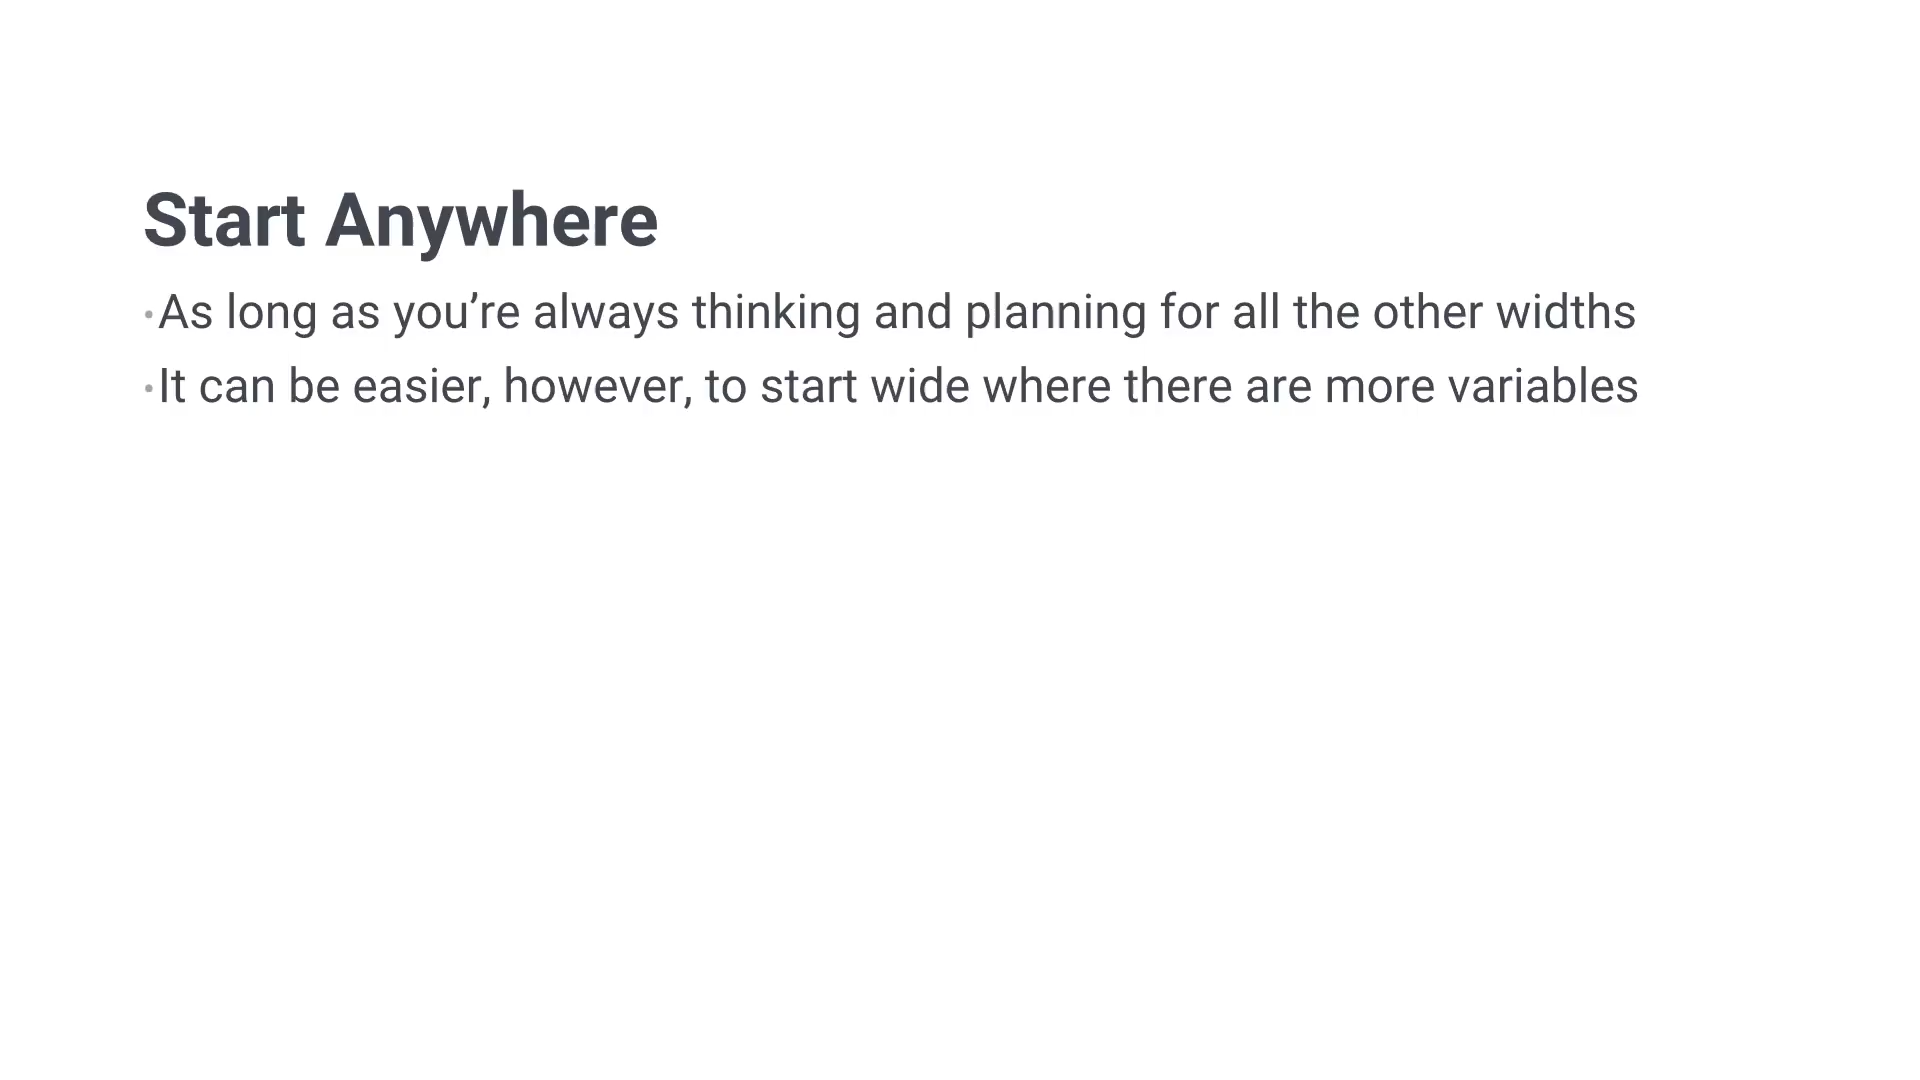 Start Anywhere
•As long as you’re always thinking and planning for all the other widths
•It can be easier, however, to start wide where there are more variables